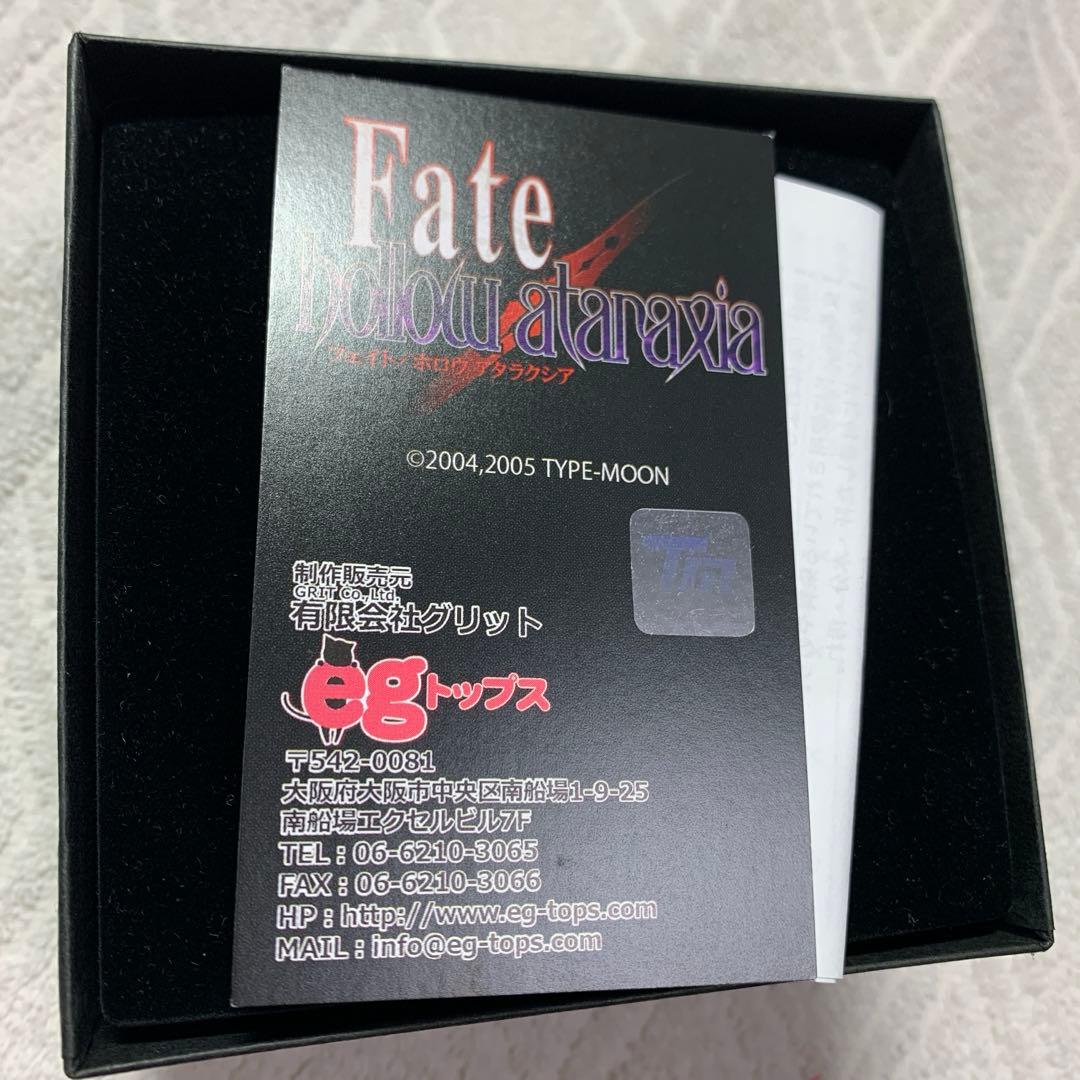 Fate
hollow ataraxia
フェイト/ホロウ アタラクシア
©2004,2005 TYPE-MOON
TM
制作販売元
GRIT Co.,Ltd.
有限会社グリット
egトップス
〒542-0081
大阪府大阪市中央区南船場1-9-25
南船場エクセルビル7F
TEL：06-6210-3065
FAX：06-6210-3066
HP：http://www.eg-tops.com
MAIL：info@eg-tops.com